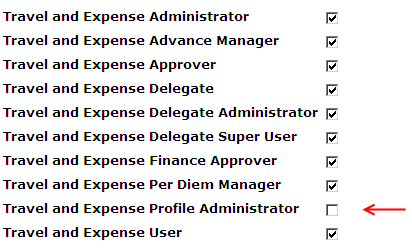 Travel and Expense Administrator
Travel and Expense Advance Manager
Travel and Expense Approver
Travel and Expense Delegate
Travel and Expense Delegate Administrator
Travel and Expense Delegate Super User
Travel and Expense Finance Approver
Travel and Expense Per Diem Manager
Travel and Expense Profile Administrator
Travel and Expense User